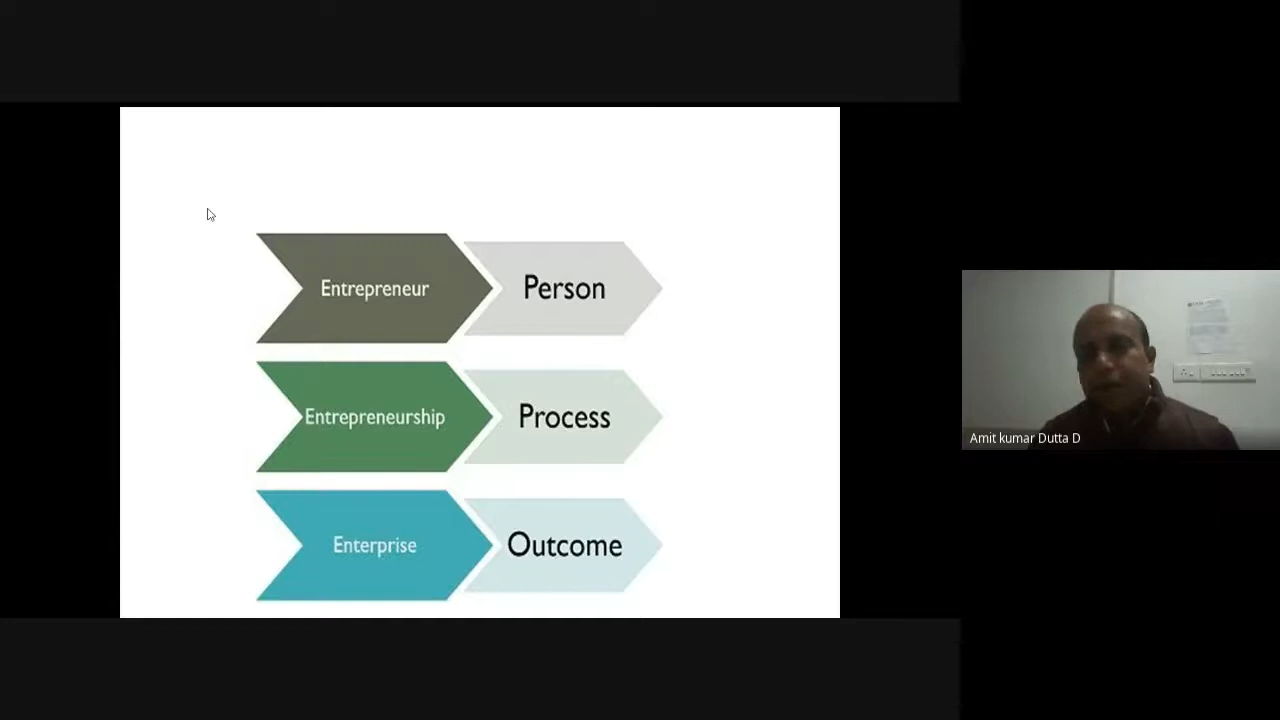 Entrepreneur
Person
Entrepreneurship
Process
Enterprise
Outcome
Amit kumar Dutta D